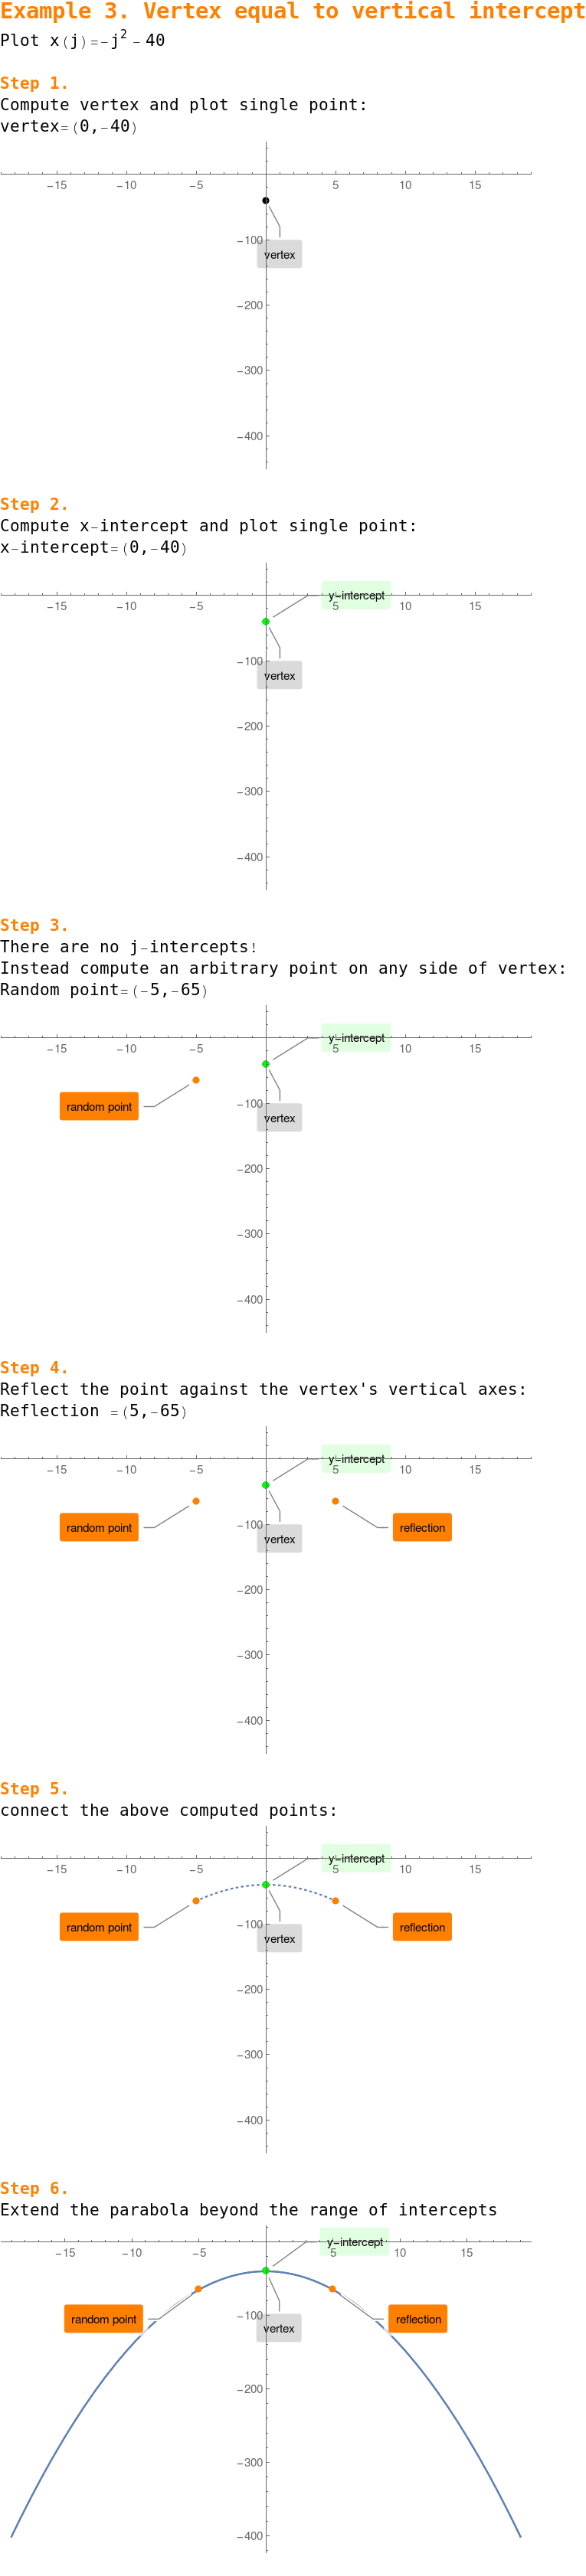 Example 3. Vertex equal to vertical intercept
Plot x(j)=-j² - 40
Step 1.
Compute vertex and plot single point:
vertex=(0,-40)
-15 -10 -5 5 10 15
-100
vertex
-200
-300
-400
Step 2.
Compute x-intercept and plot single point:
x-intercept=(0,-40)
y-intercept
-15 -10 -5 5 10 15
-100
vertex
-200
-300
-400
Step 3.
There are no j-intercepts!
Instead compute an arbitrary point on any side of vertex:
Random point=(-5,-65)
y-intercept
-15 -10 -5 5 10 15
random point
-100
vertex
-200
-300
-400
Step 4.
Reflect the point against the vertex's vertical axes:
Reflection =(5,-65)
y-intercept
-15 -10 -5 5 10 15
-100
random point
reflection
vertex
-200
-300
-400
Step 5.
connect the above computed points:
y-intercept
-15 -10 -5 5 10 15
-100
random point
reflection
vertex
-200
-300
-400
Step 6.
Extend the parabola beyond the range of intercepts
y-intercept
-15 -10 -5 5 10 15
-100
random point
reflection
vertex
-200
-300
-400